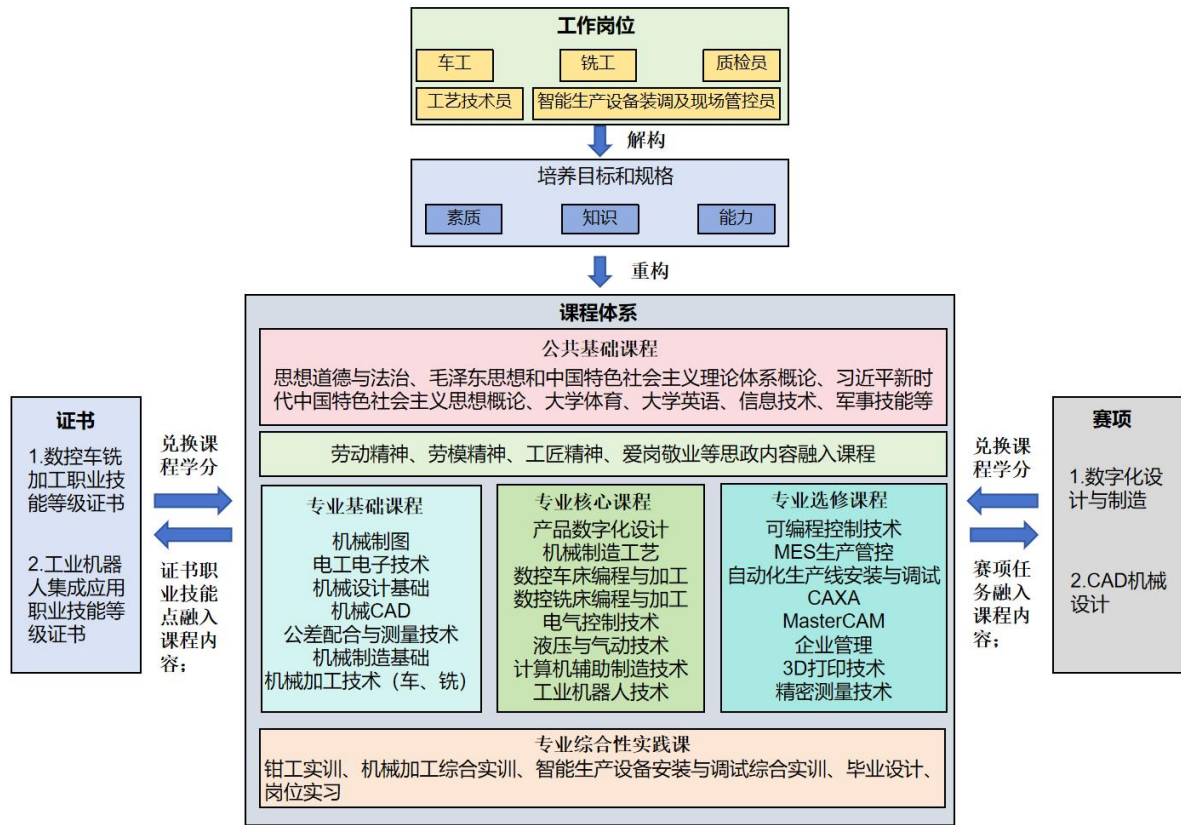 工作岗位
车工
铣工
质检员
工艺技术员
智能生产设备装调及现场管控员
解构
培养目标和规格
素质
知识
能力
重构
课程体系
公共基础课程
思想道德与法治、毛泽东思想和中国特色社会主义理论体系概论、习近平新时
代中国特色社会主义思想概论、大学体育、大学英语、信息技术、军事技能等
劳动精神、劳模精神、工匠精神、爱岗敬业等思政内容融入课程
证书
1.数控车铣
加工职业技
能等级证书
2.工业机器
人集成应用
职业技能等
级证书
兑换课
程学分
证书职
业技能
点融入
课程内
容；
专业基础课程
机械制图
电工电子技术
机械设计基础
机械CAD
公差配合与测量技术
机械制造基础
机械加工技术（车、铣）
专业核心课程
产品数字化设计
机械制造工艺
数控车床编程与加工
数控铣床编程与加工
电气控制技术
液压与气动技术
计算机辅助制造技术
工业机器人技术
专业选修课程
可编程控制技术
MES生产管控
自动化生产线安装与调试
CAXA
MasterCAM
企业管理
3D打印技术
精密测量技术
兑换课
程学分
赛项任
务融入
课程内
容；
赛项
1.数字化设
计与制造
2.CAD机械
设计
专业综合性实践课
钳工实训、机械加工综合实训、智能生产设备安装与调试综合实训、毕业设计、
岗位实习